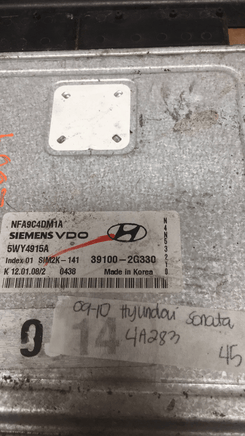 NFA9C4DM1A
SIEMENS VDO
5WY4915A
Index 01 SIM2K-141 39100-2G330
K 12.01.08/2 0438 Made in Korea
09-10 Hyundai Sonata
4A283
45
0 14